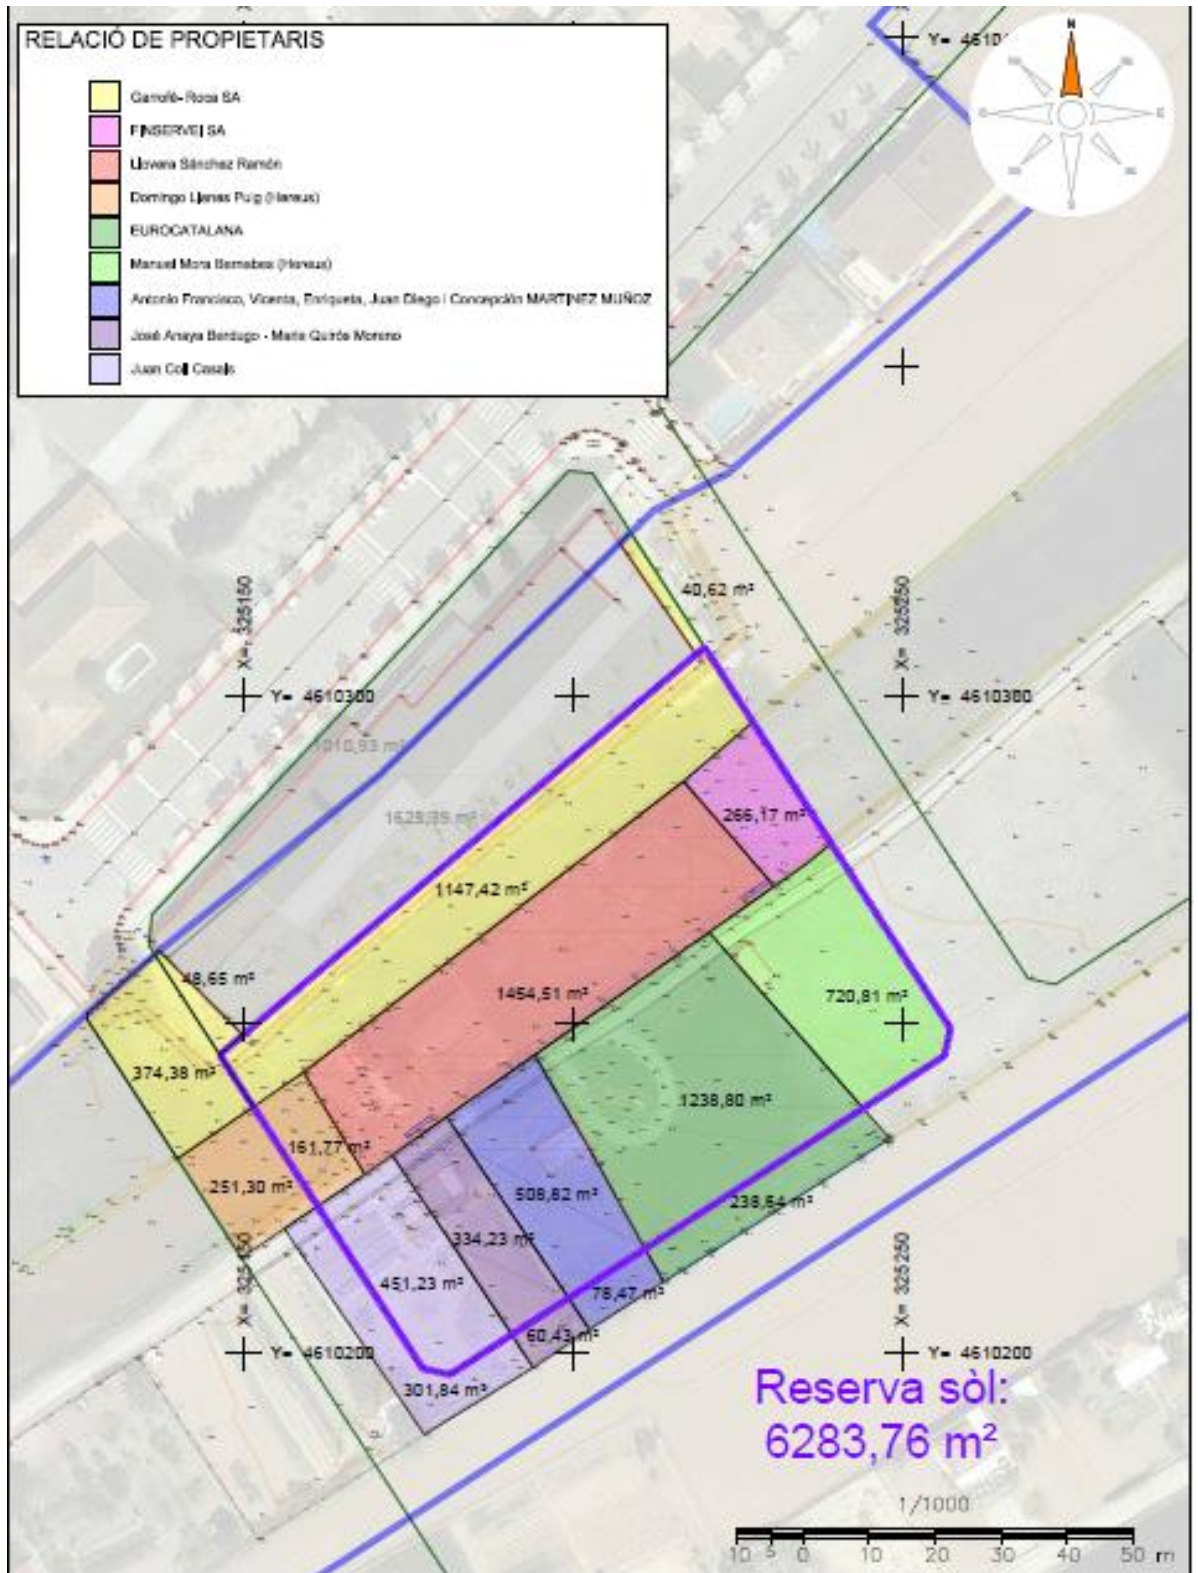 RELACIÓ DE PROPIETARIS
Garrofé- Roca SA
FINSERVEI SA
Llovera Sánchez Ramón
Domingo Llanes Puig (Hereus)
EUROCATALANA
Manuel Mora Bernabeu (Hereus)
Antonio Francisco, Vicenta, Enriqueta, Juan Diego i Concepción MARTINEZ MUÑOZ
José Anaya Berdugo - Maria Quirós Moreno
Juan Coll Casals
N
40,62 m²
X= 325150
X= 325250
Y= 4610300
Y= 4610300
1010,93 m²
266,17 m²
1147,42 m²
48,65 m²
1454,51 m²
720,81 m²
374,38 m²
1238,80 m²
161,77 m²
251,30 m²
508,82 m²
238,64 m²
334,23 m²
451,23 m²
78,47 m²
60,43 m²
301,84 m²
X= 325150
X= 325250
Y= 4610200
Y= 4610200
Reserva sòl:
6283,76 m²
1/1000
10 5 0 10 20 30 40 50 m